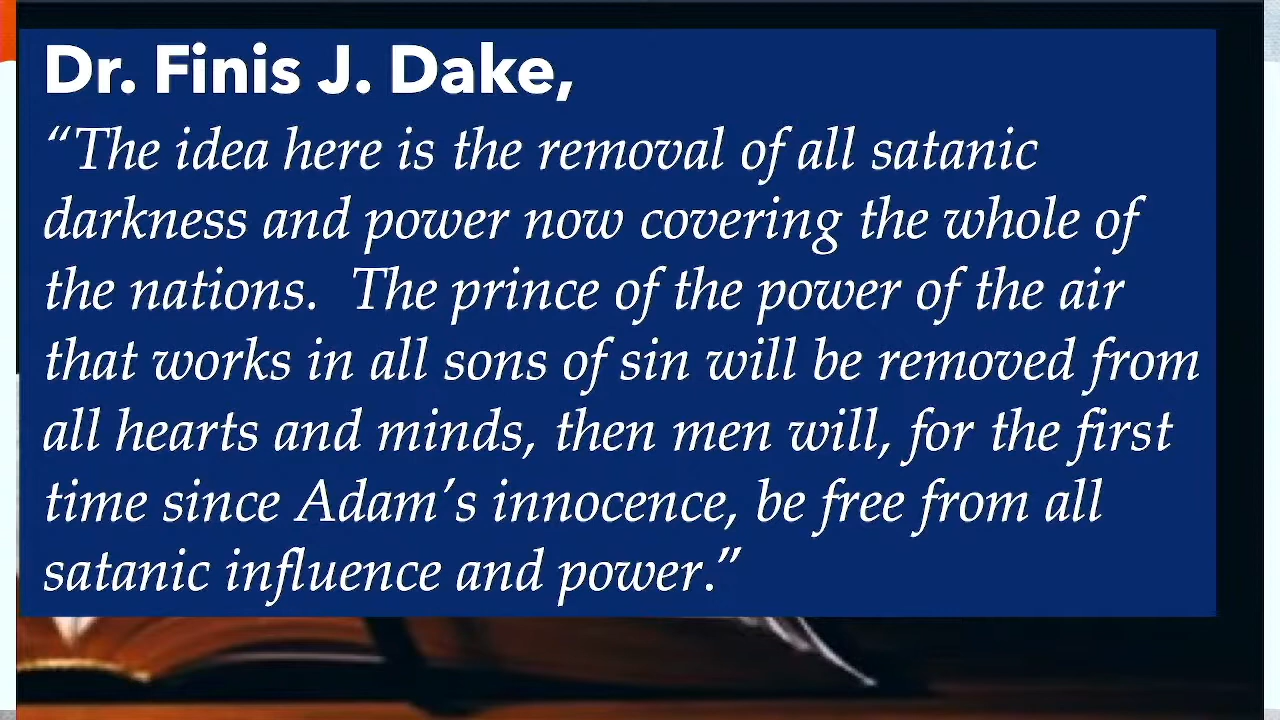 Dr. Finis J. Dake,
“The idea here is the removal of all satanic
darkness and power now covering the whole of
the nations.  The prince of the power of the air
that works in all sons of sin will be removed from
all hearts and minds, then men will, for the first
time since Adam’s innocence, be free from all
satanic influence and power.”